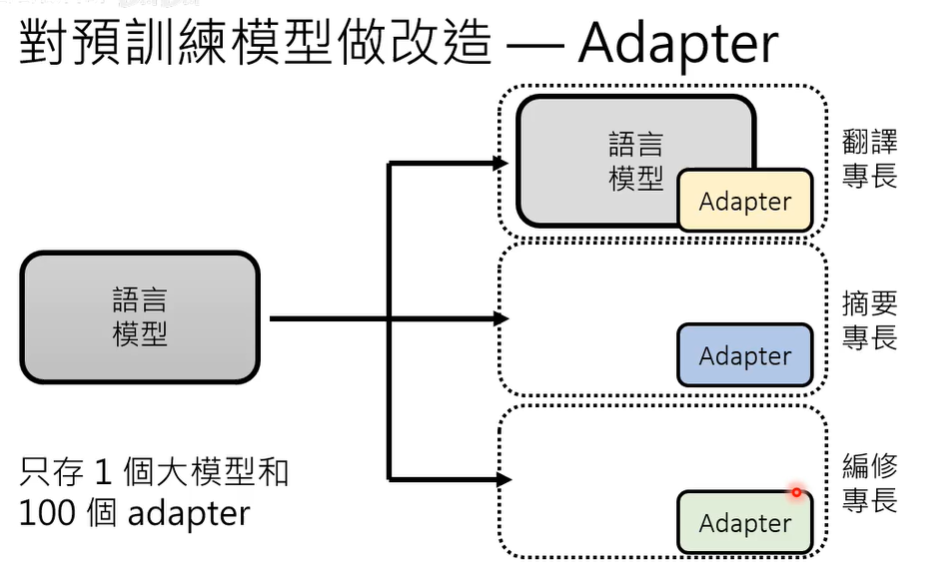 對預訓練模型做改造 — Adapter
語言
模型
Adapter
翻譯
專長
語言
模型
Adapter
摘要
專長
只存 1 個大模型和
100 個 adapter
Adapter
編修
專長